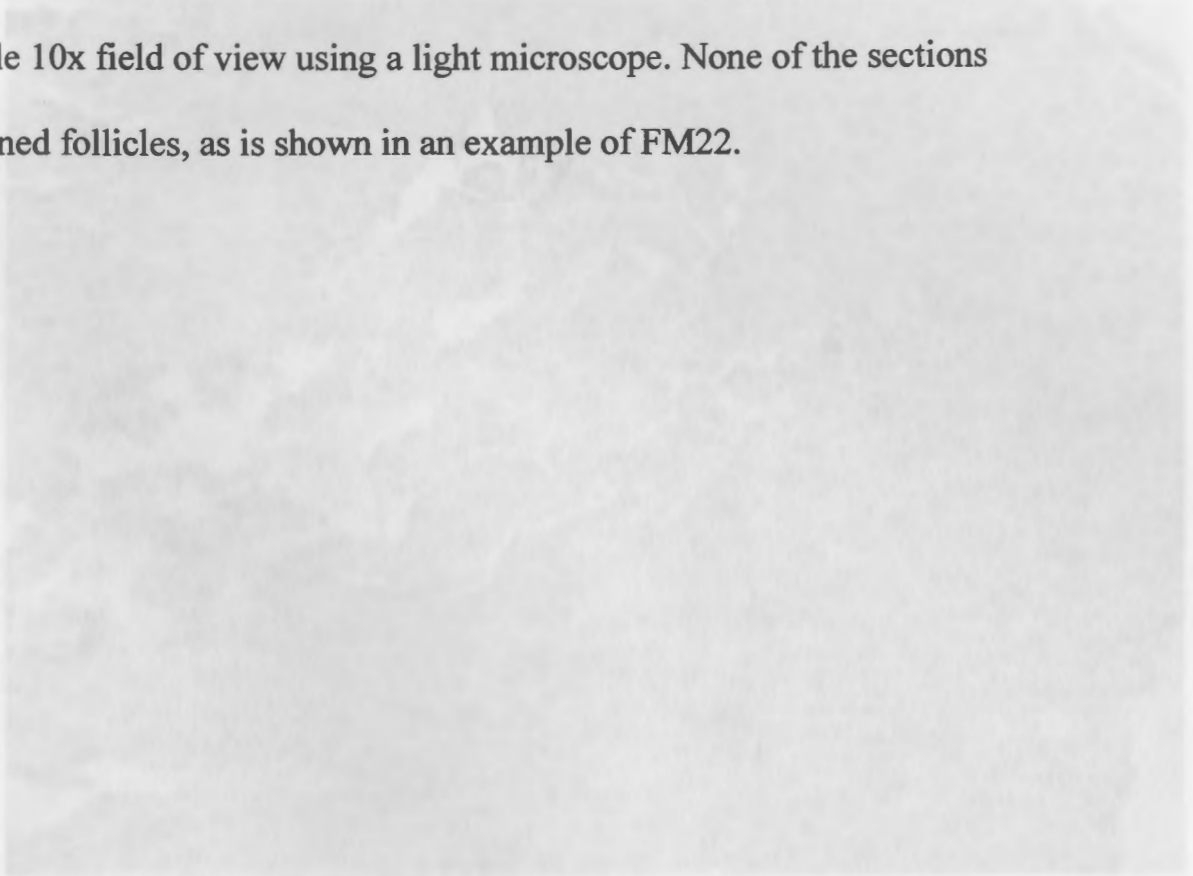 le 10x field of view using a light microscope. None of the sections
ned follicles, as is shown in an example of FM22.